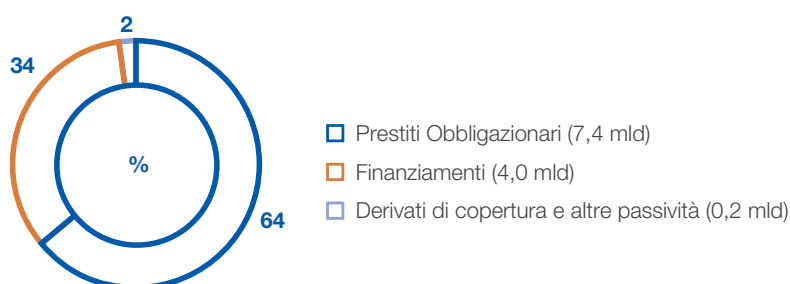 2
34
%
64
Prestiti Obbligazionari (7,4 mld)
Finanziamenti (4,0 mld)
Derivati di copertura e altre passività (0,2 mld)